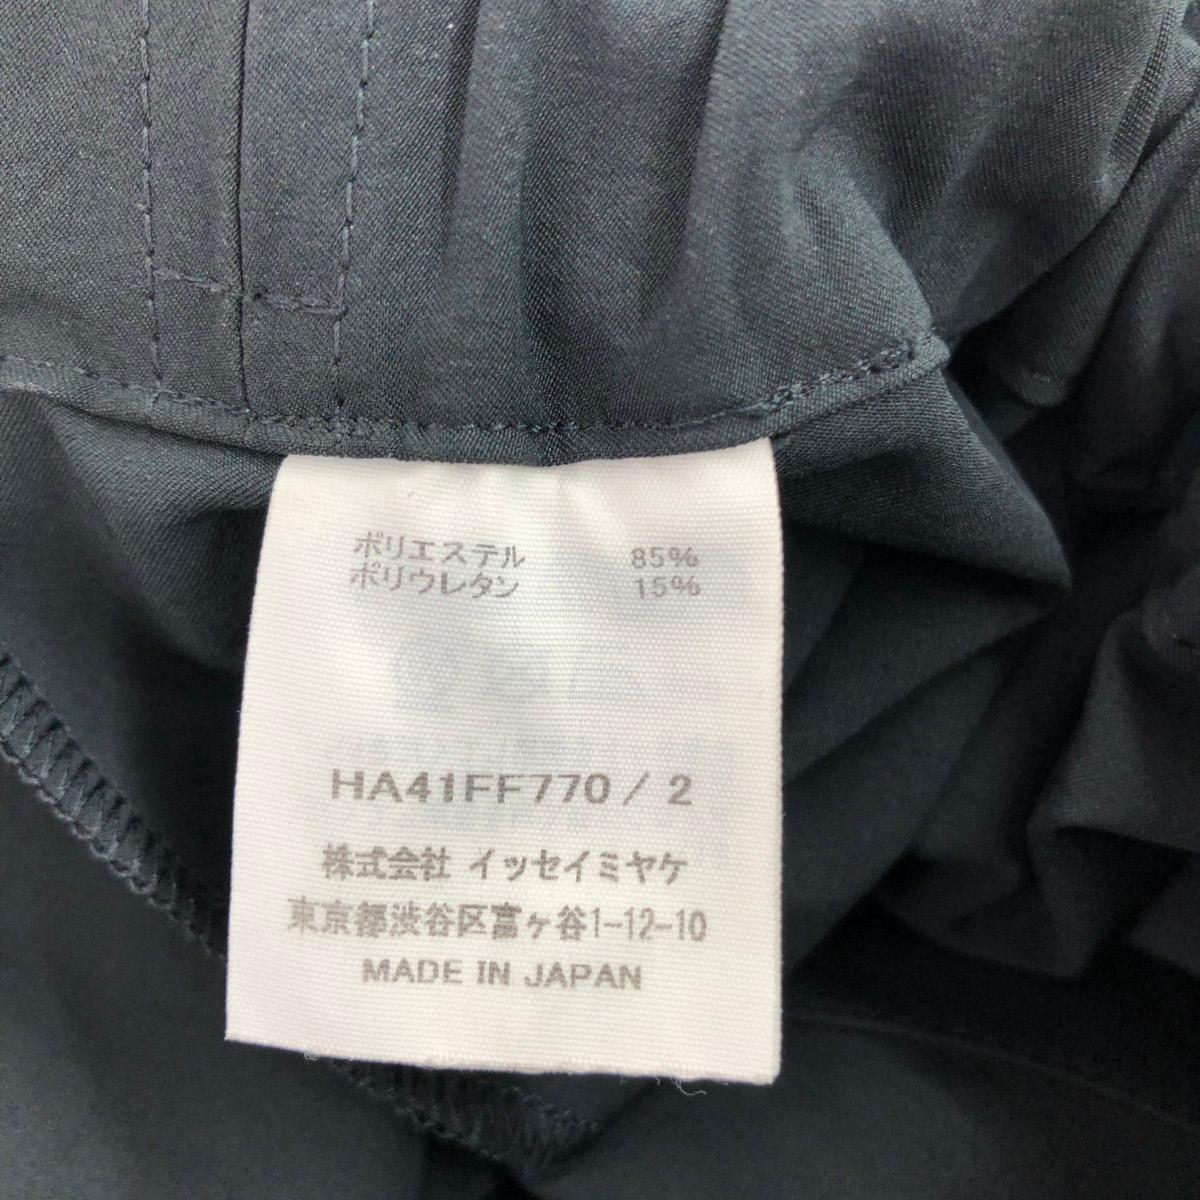 ポリエステル 85%
ポリウレタン 15%
HA41FF770 / 2
株式会社 イッセイミヤケ
東京都渋谷区富ヶ谷1-12-10
MADE IN JAPAN